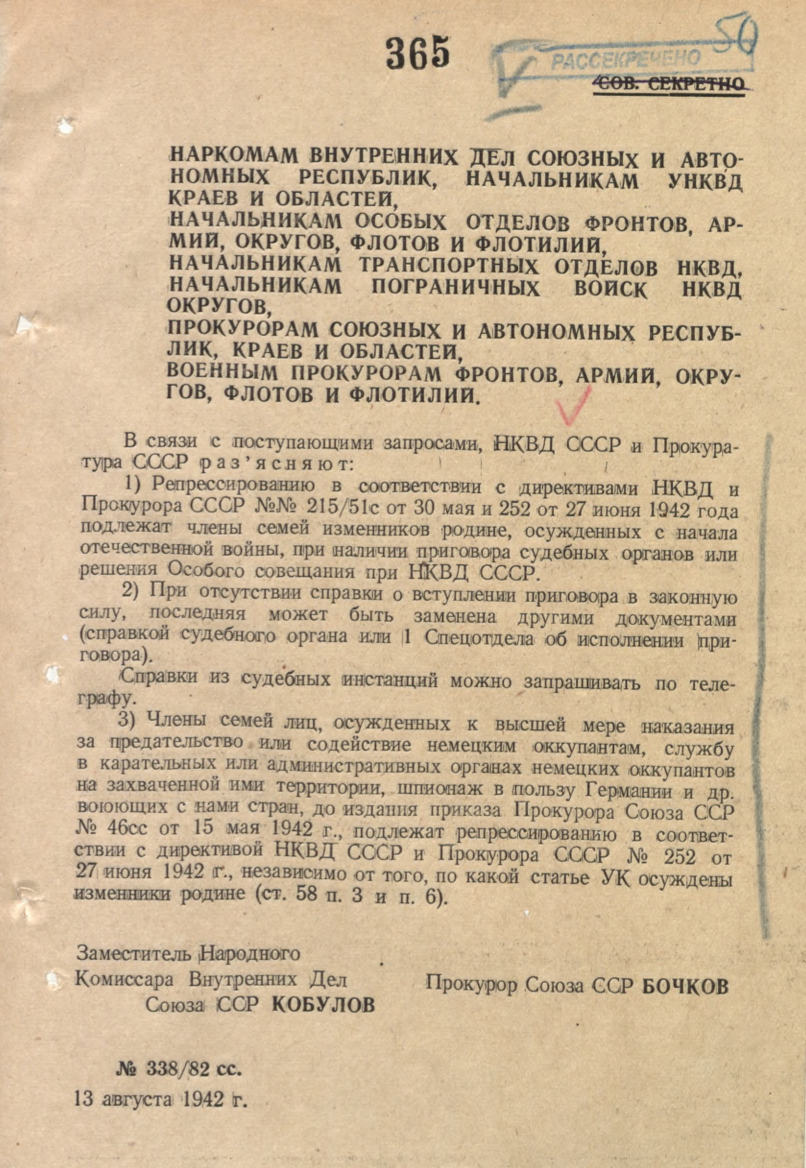 365
50
РАССЕКРЕЧЕНО
СОВ. СЕКРЕТНО
НАРКОМАМ ВНУТРЕННИХ ДЕЛ СОЮЗНЫХ И АВТО-
НОМНЫХ РЕСПУБЛИК, НАЧАЛЬНИКАМ УНКВД
КРАЕВ И ОБЛАСТЕЙ,
НАЧАЛЬНИКАМ ОСОБЫХ ОТДЕЛОВ ФРОНТОВ, АР-
МИЙ, ОКРУГОВ, ФЛОТОВ И ФЛОТИЛИЙ,
НАЧАЛЬНИКАМ ТРАНСПОРТНЫХ ОТДЕЛОВ НКВД,
НАЧАЛЬНИКАМ ПОГРАНИЧНЫХ ВОЙСК НКВД
ОКРУГОВ,
ПРОКУРОРАМ СОЮЗНЫХ И АВТОНОМНЫХ РЕСПУБ-
ЛИК, КРАЕВ И ОБЛАСТЕЙ,
ВОЕННЫМ ПРОКУРОРАМ ФРОНТОВ, АРМИЙ, ОКРУ-
ГОВ, ФЛОТОВ И ФЛОТИЛИЙ.
В связи с поступающими запросами, НКВД СССР и Прокура-
тура СССР раз'ясняют:
1) Репрессированию в соответствии с директивами НКВД и
Прокурора СССР №№ 215/51с от 30 мая и 252 от 27 июня 1942 года
подлежат члены семей изменников родине, осужденных с начала
отечественной войны, при наличии приговора судебных органов или
решения Особого совещания при НКВД СССР.
2) При отсутствии справки о вступлении приговора в законную
силу, последняя может быть заменена другими документами
(справкой судебного органа или 1 Спецотдела об исполнении при-
говора).
Справки из судебных инстанций можно запрашивать по теле-
графу.
3) Члены семей лиц, осужденных к высшей мере наказания
за предательство или содействие немецким оккупантам, службу
в карательных или административных органах немецких оккупантов
на захваченной ими территории, шпионаж в пользу Германии и др.
воюющих с нами стран, до издания приказа Прокурора Союза ССР
№ 46сс от 15 мая 1942 г., подлежат репрессированию в соответ-
ствии с директивой НКВД СССР и Прокурора СССР № 252 от
27 июня 1942 г., независимо от того, по какой статье УК осуждены
изменники родине (ст. 58 п. 3 и п. 6).
Заместитель Народного
Комиссара Внутренних Дел
Союза ССР КОБУЛОВ
Прокурор Союза ССР БОЧКОВ
№ 338/82 сс.
13 августа 1942 г.